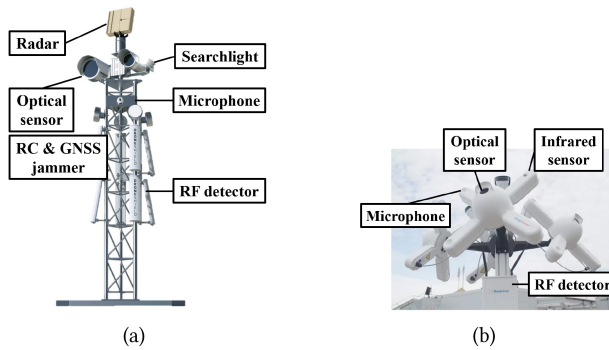 Radar
Searchlight
Optical
sensor
Microphone
RC & GNSS
jammer
RF detector
(a)
Optical
sensor
Infrared
sensor
Microphone
RF detector
(b)